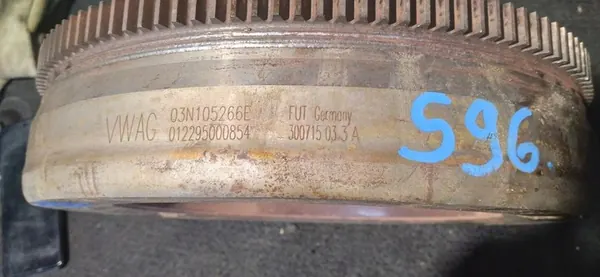 VWAG
03N105266E
012295000854
FUT Germany
300715 03 3 A
596.